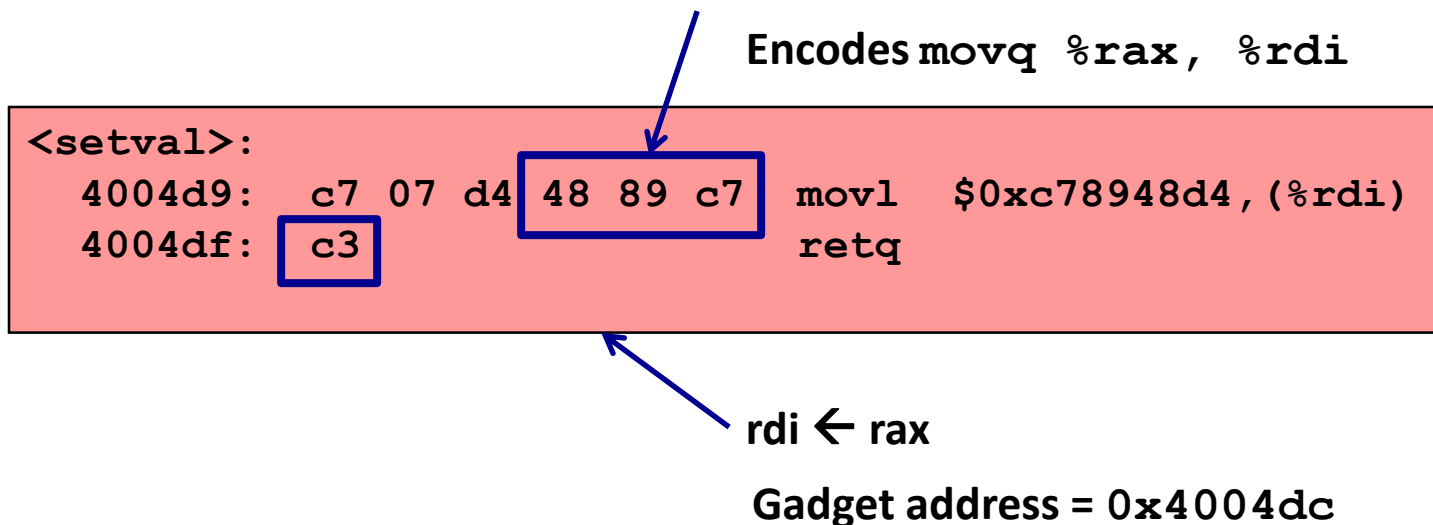 Encodes movq %rax, %rdi
<setval>:
4004d9: c7 07 d4 48 89 c7 movl $0xc78948d4,(%rdi)
4004df: c3 retq
rdi ← rax
Gadget address = 0x4004dc